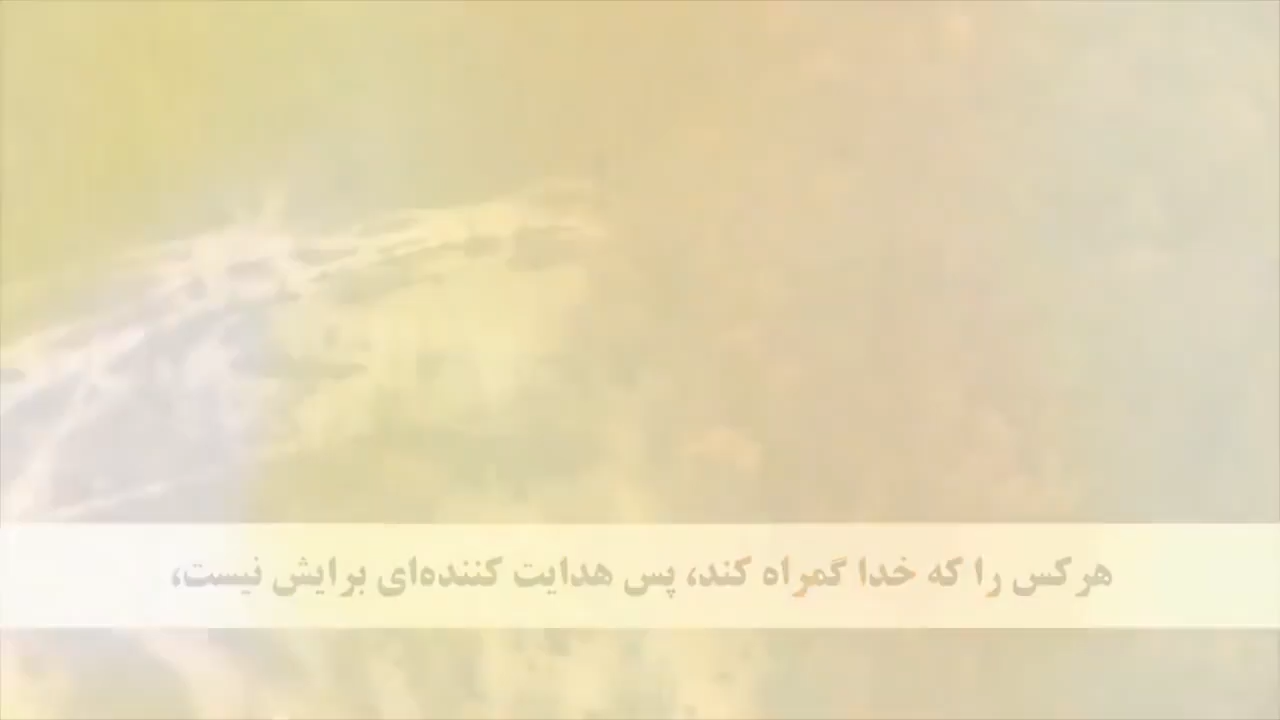 هرکس را که خدا گمراه کند، پس هدایت کننده‌ای برایش نیست،